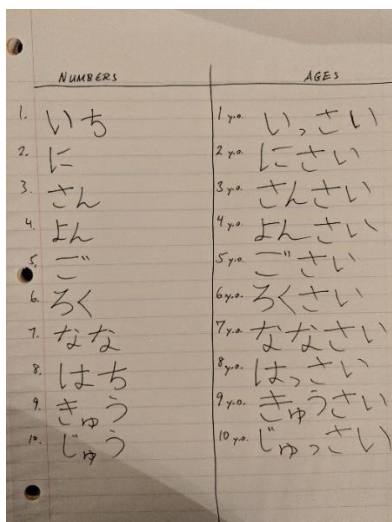 NUMBERS AGES
1. いち 1 y.o. いっさい
2. に 2 y.o. にさい
3. さん 3 y.o. さんさい
4. よん 4 y.o. よんさい
5. ご 5 y.o. ごさい
6. ろく 6 y.o. ろくさい
7. なな 7 y.o. ななさい
8. はち 8 y.o. はっさい
9. きゅう 9 y.o. きゅうさい
10. じゅう 10 y.o. じゅっさい